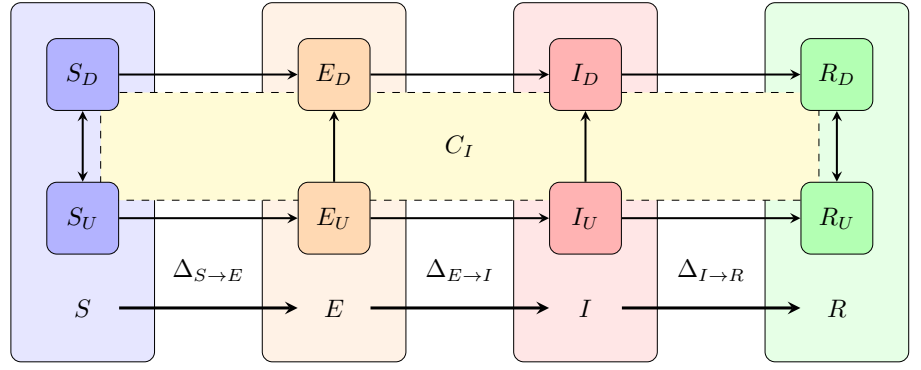 S_D E_D I_D R_D
C_I
S_U E_U I_U R_U
Δ_{S→E} Δ_{E→I} Δ_{I→R}
S E I R